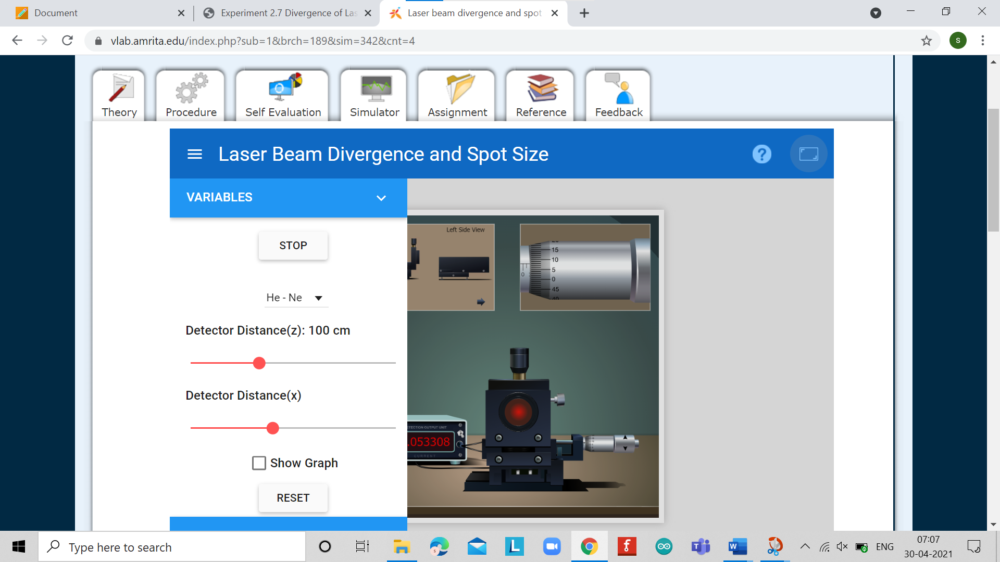 Document
Experiment 2.7 Divergence of Las
Laser beam divergence and spot
vlab.amrita.edu/index.php?sub=1&brch=189&sim=342&cnt=4
S
Theory
Procedure
Self Evaluation
Simulator
Assignment
Reference
Feedback
Laser Beam Divergence and Spot Size
?
VARIABLES
STOP
He - Ne
Detector Distance(z): 100 cm
Detector Distance(x)
Show Graph
RESET
Left Side View
15
10
5
0
45
0
OUTPUT UNIT
.053308
CURRENT
Type here to search
ENG
07:07
30-04-2021